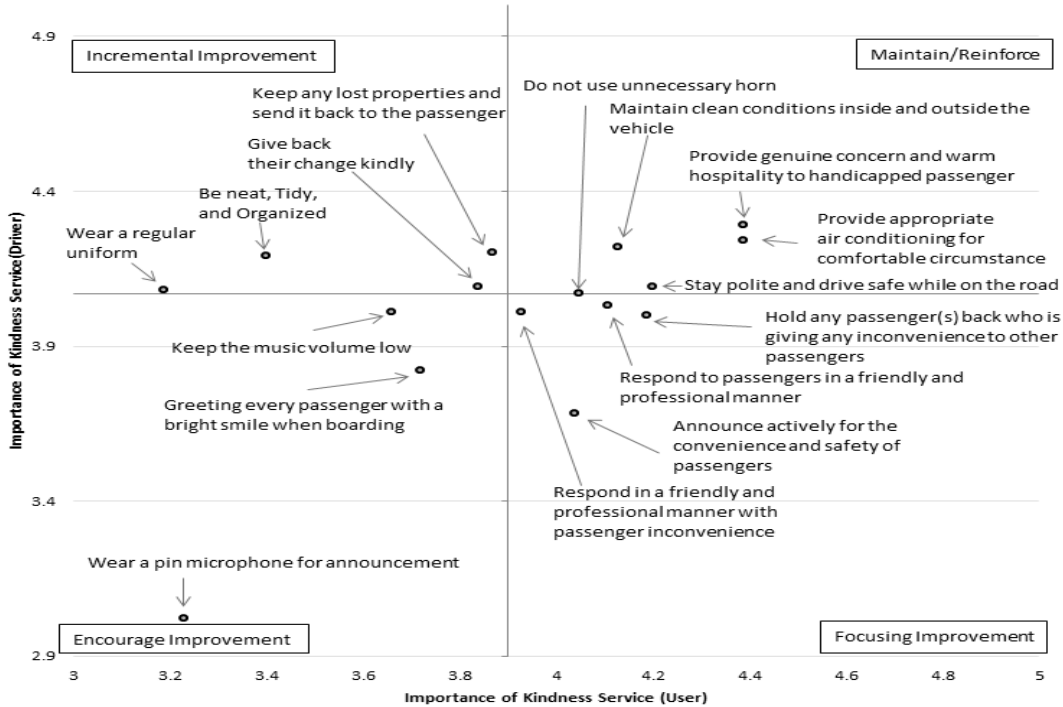 4.9
Incremental Improvement
Maintain/Reinforce
Keep any lost properties and
send it back to the passenger
Do not use unnecessary horn
Maintain clean conditions inside and outside the
vehicle
Give back
their change kindly
Provide genuine concern and warm
hospitality to handicapped passenger
4.4
Be neat, Tidy,
and Organized
Wear a regular
uniform
Provide appropriate
air conditioning for
comfortable circumstance
Stay polite and drive safe while on the road
Hold any passenger(s) back who is
giving any inconvenience to other
passengers
3.9
Keep the music volume low
Respond to passengers in a friendly and
professional manner
Greeting every passenger with a
bright smile when boarding
Announce actively for the
convenience and safety of
passengers
3.4
Respond in a friendly and
professional manner with
passenger inconvenience
Wear a pin microphone for announcement
Encourage Improvement
Focusing Improvement
2.9
3 3.2 3.4 3.6 3.8 4 4.2 4.4 4.6 4.8 5
Importance of Kindness Service (User)
Importance of Kindness Service(Driver)